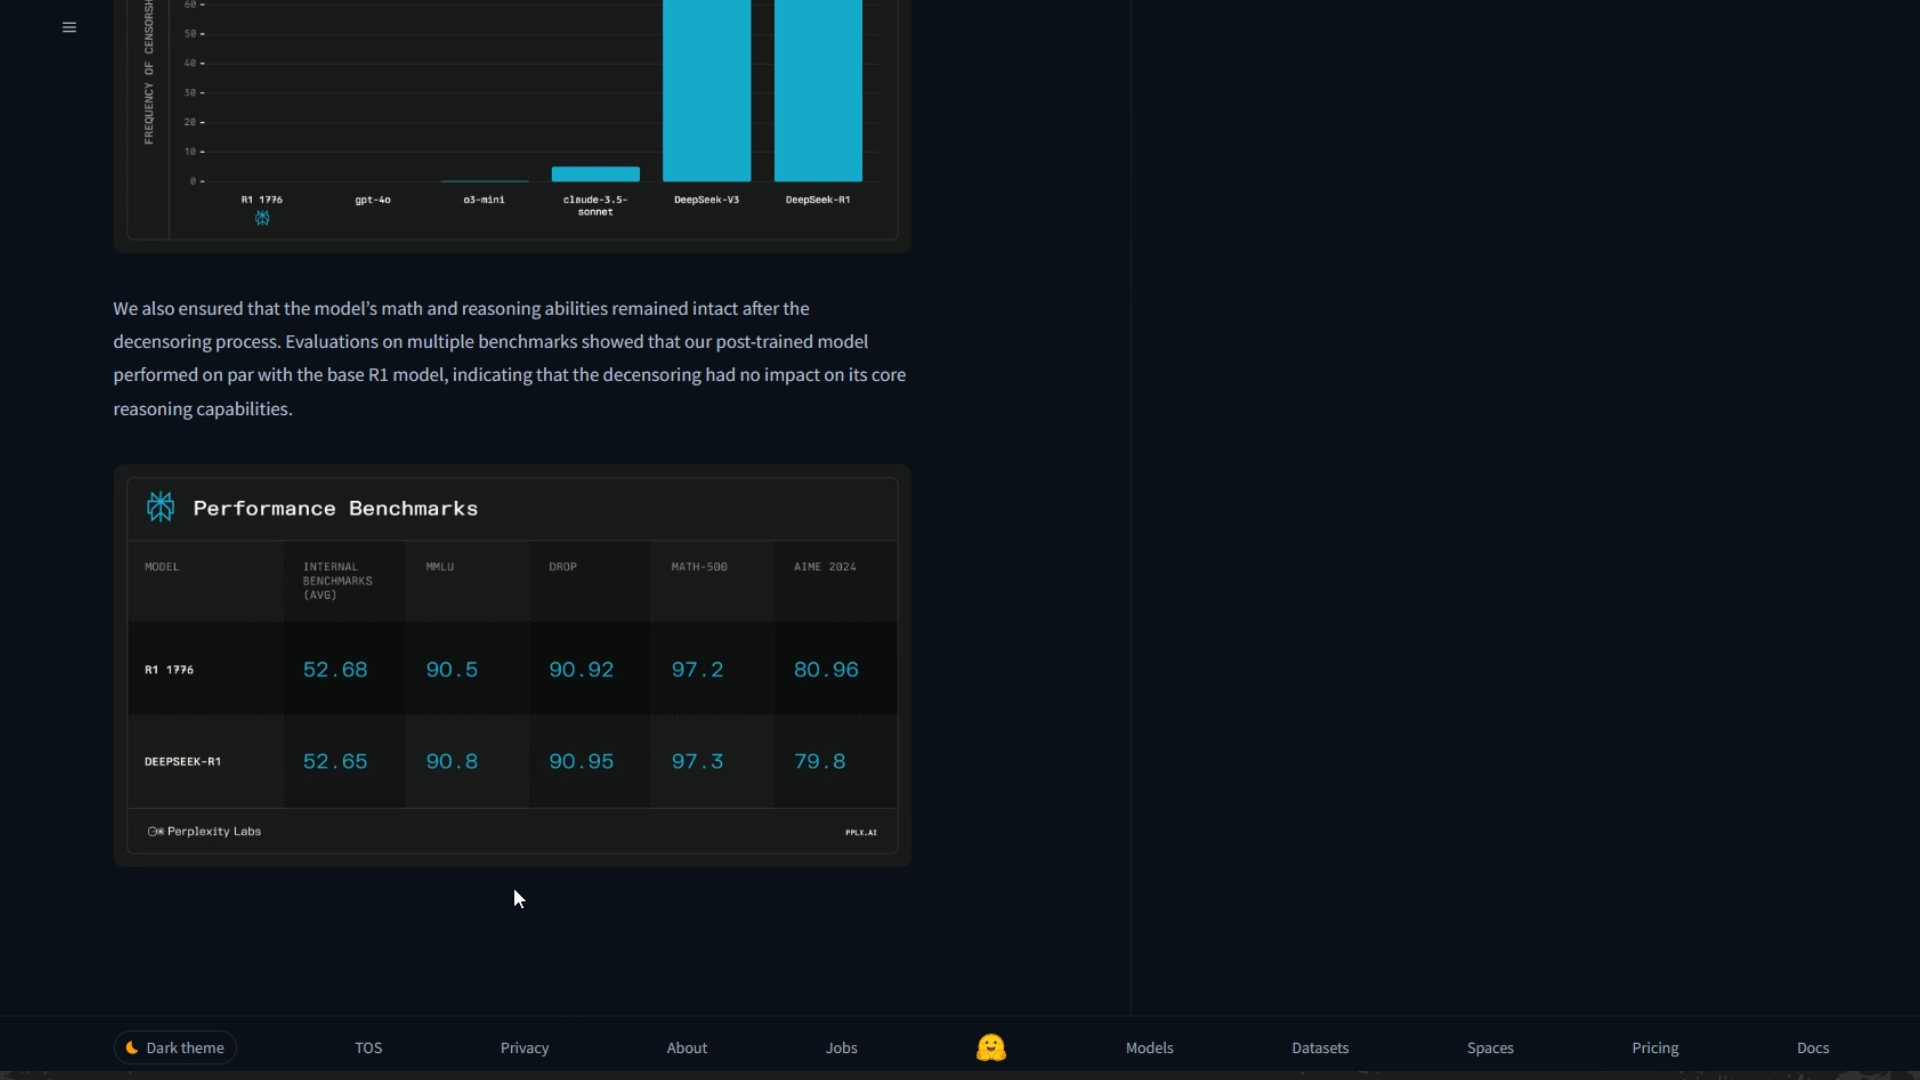 FREQUENCY OF CENSORSH
60
50
40
30
20
10
0
R1 1776
gpt-4o
o3-mini
claude-3.5-
sonnet
DeepSeek-V3
DeepSeek-R1
We also ensured that the model’s math and reasoning abilities remained intact after the
decensoring process. Evaluations on multiple benchmarks showed that our post-trained model
performed on par with the base R1 model, indicating that the decensoring had no impact on its core
reasoning capabilities.
Performance Benchmarks
MODEL
INTERNAL
BENCHMARKS
(AVG)
MMLU
DROP
MATH-500
AIME 2024
R1 1776
52.68
90.5
90.92
97.2
80.96
DEEPSEEK-R1
52.65
90.8
90.95
97.3
79.8
Perplexity Labs
PPLX.AI
Dark theme
TOS
Privacy
About
Jobs
Models
Datasets
Spaces
Pricing
Docs